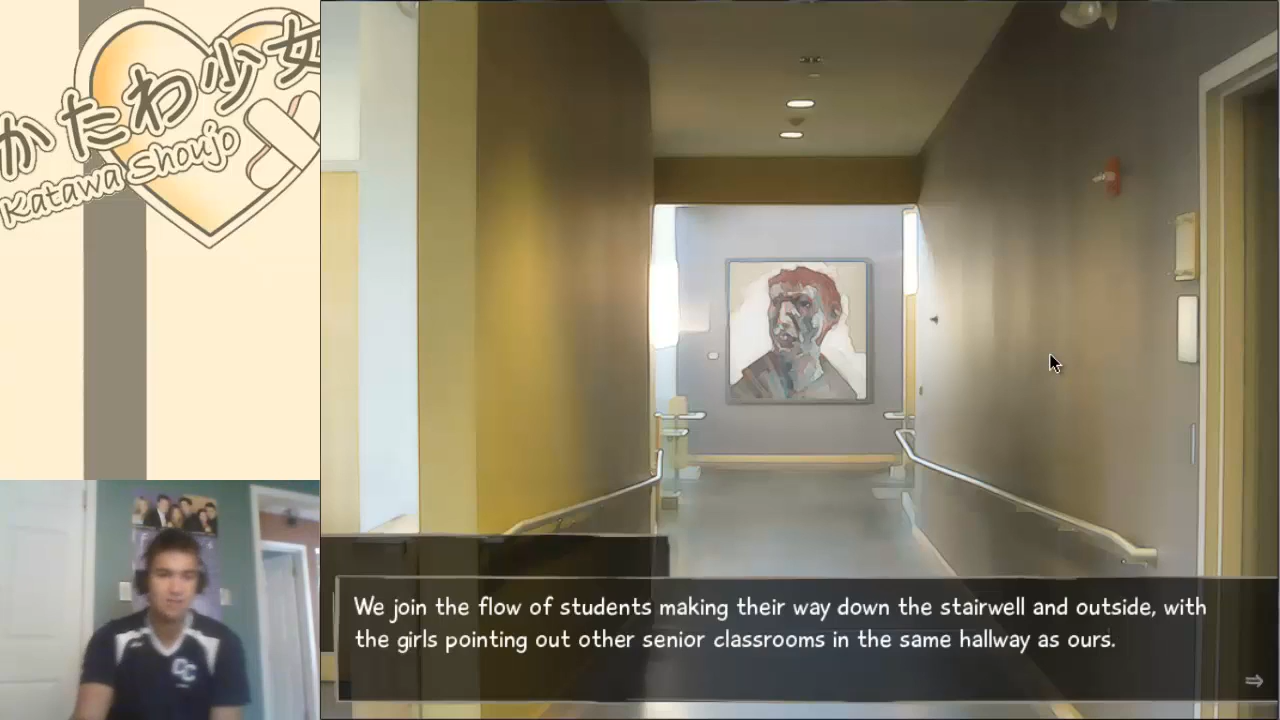 かたわ少女
Katawa Shoujo
We join the flow of students making their way down the stairwell and outside, with
the girls pointing out other senior classrooms in the same hallway as ours.